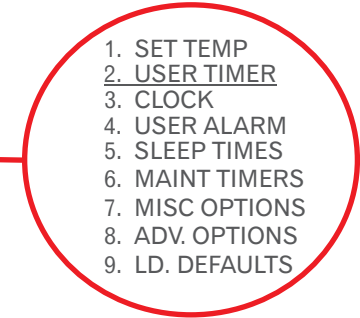 1. SET TEMP
2. USER TIMER
3. CLOCK
4. USER ALARM
5. SLEEP TIMES
6. MAINT TIMERS
7. MISC OPTIONS
8. ADV. OPTIONS
9. LD. DEFAULTS